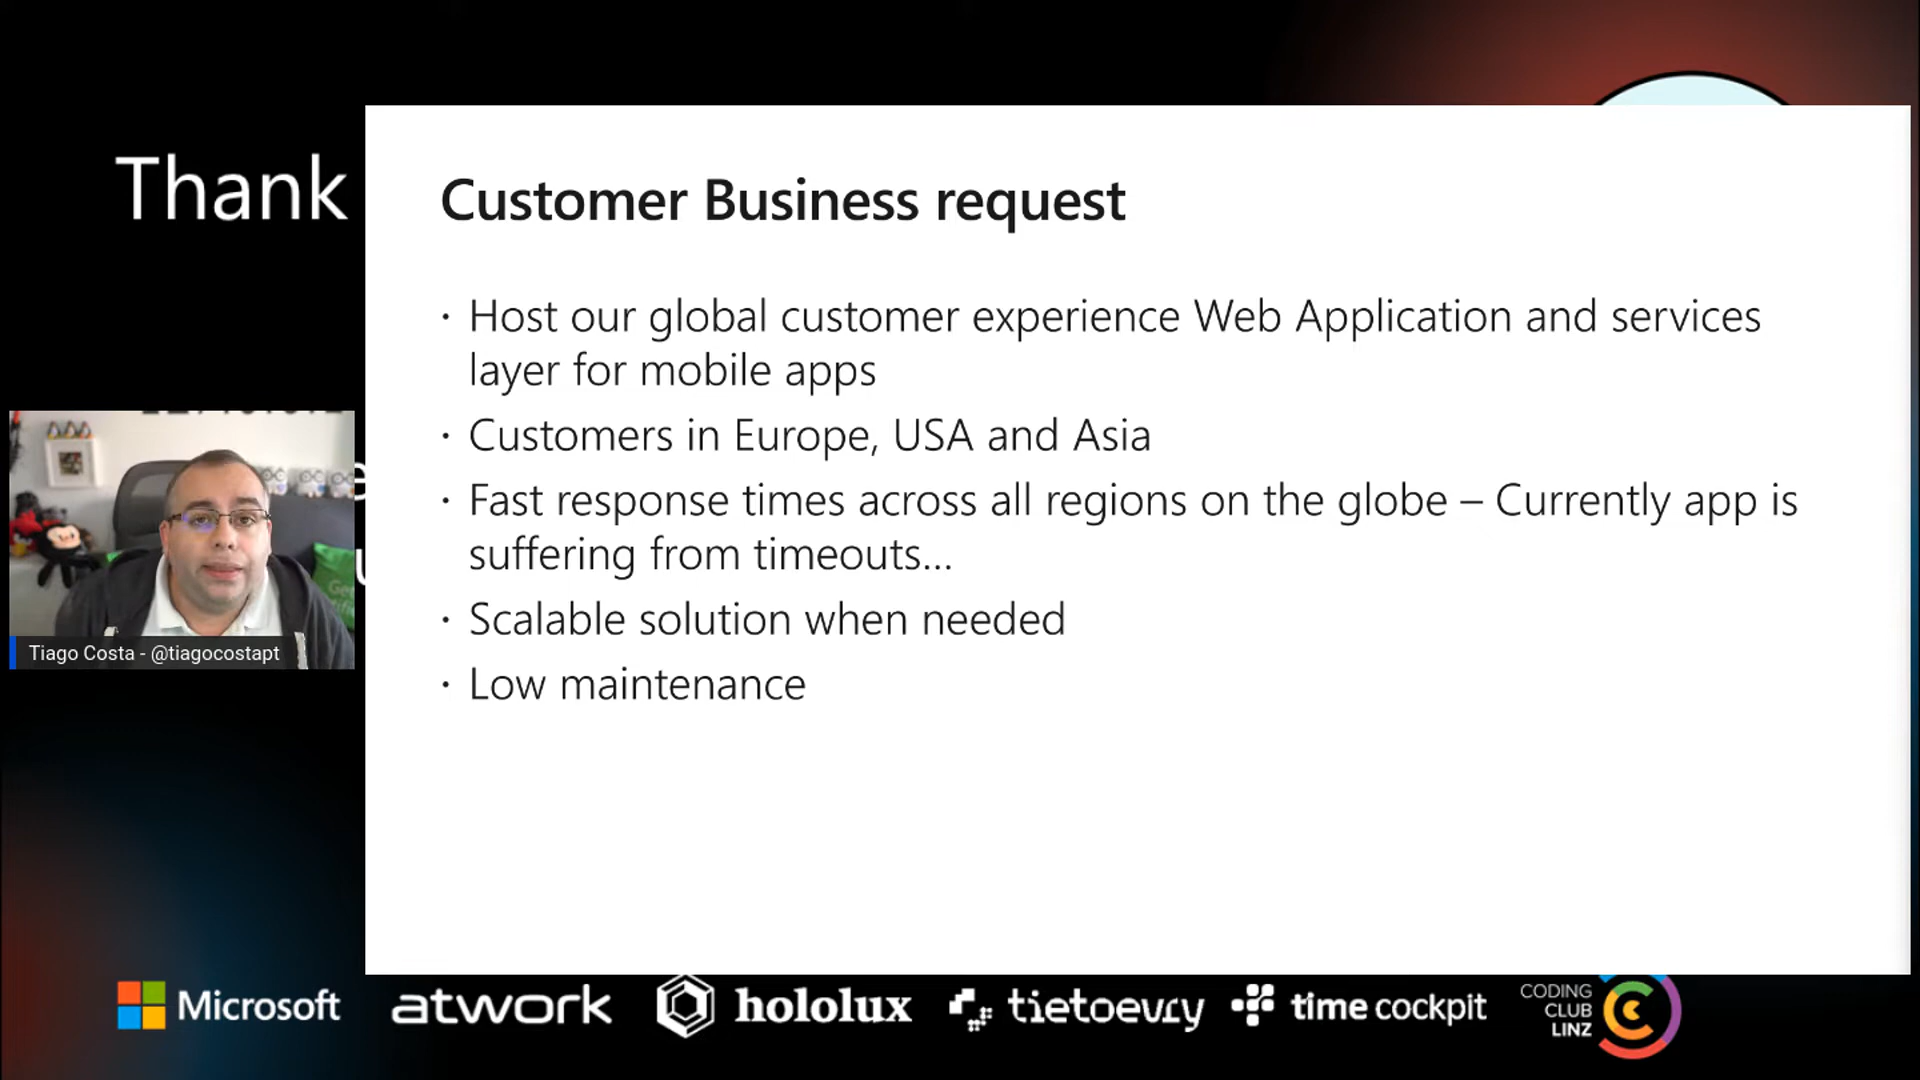 Thank
Customer Business request
· Host our global customer experience Web Application and services
layer for mobile apps
· Customers in Europe, USA and Asia
· Fast response times across all regions on the globe – Currently app is
suffering from timeouts...
· Scalable solution when needed
· Low maintenance
Tiago Costa - @tiagocostapt
Microsoft
atwork
hololux
tietoevry
time cockpit
CODING
CLUB
LINZ